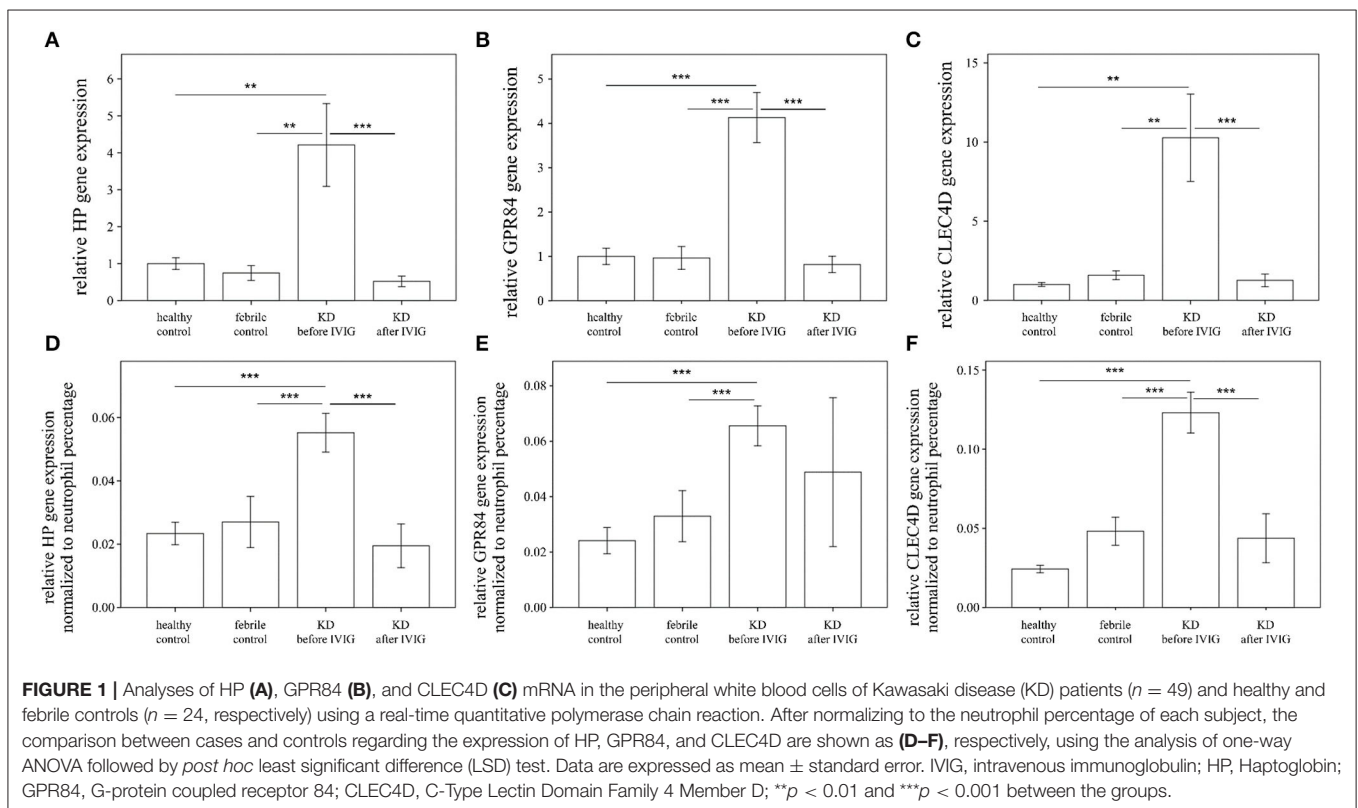 A
relative HP gene expression
6
5
4
3
2
1
0
**
**
***
healthy control
febrile control
KD before IVIG
KD after IVIG
B
relative GPR84 gene expression
5
4
3
2
1
0
***
***
***
healthy control
febrile control
KD before IVIG
KD after IVIG
C
relative CLEC4D gene expression
15
10
5
0
**
**
***
healthy control
febrile control
KD before IVIG
KD after IVIG
D
relative HP gene expression
normalized to neutrophil percentage
0.06
0.04
0.02
0.00
***
***
***
healthy control
febrile control
KD before IVIG
KD after IVIG
E
relative GPR84 gene expression
normalized to neutrophil percentage
0.08
0.06
0.04
0.02
0.00
***
***
healthy control
febrile control
KD before IVIG
KD after IVIG
F
relative CLEC4D gene expression
normalized to neutrophil percentage
0.15
0.10
0.05
0.00
***
***
***
healthy control
febrile control
KD before IVIG
KD after IVIG
FIGURE 1 | Analyses of HP (A), GPR84 (B), and CLEC4D (C) mRNA in the peripheral white blood cells of Kawasaki disease (KD) patients (n = 49) and healthy and
febrile controls (n = 24, respectively) using a real-time quantitative polymerase chain reaction. After normalizing to the neutrophil percentage of each subject, the
comparison between cases and controls regarding the expression of HP, GPR84, and CLEC4D are shown as (D–F), respectively, using the analysis of one-way
ANOVA followed by post hoc least significant difference (LSD) test. Data are expressed as mean ± standard error. IVIG, intravenous immunoglobulin; HP, Haptoglobin;
GPR84, G-protein coupled receptor 84; CLEC4D, C-Type Lectin Domain Family 4 Member D; **p < 0.01 and ***p < 0.001 between the groups.